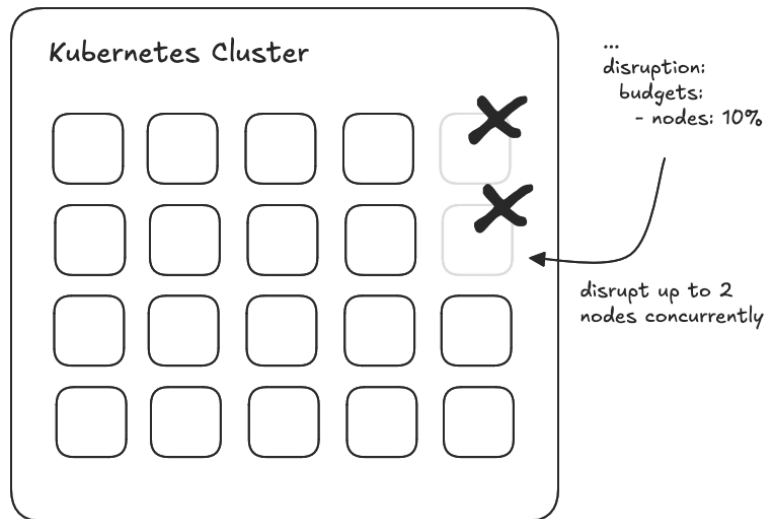 Kubernetes Cluster
...
disruption:
budgets:
- nodes: 10%
disrupt up to 2
nodes concurrently